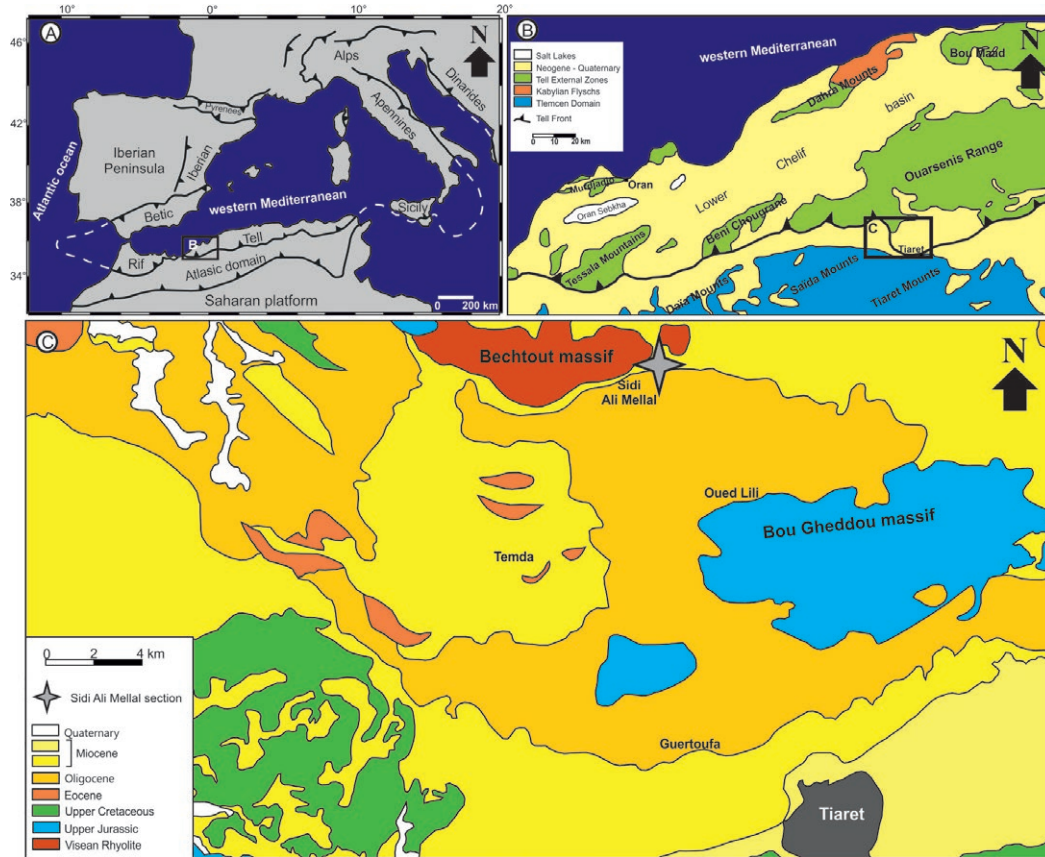 10°
0°
10°
20°
A
N
46°
42°
38°
34°
Alps
Dinarides
Pyrenees
Apennines
Atlantic ocean
Iberian
Peninsula
Iberian
western Mediterranean
Betic
Sicily
B
Tell
Rif
Atlasic domain
Saharan platform
0 200 km
B
N
Salt Lakes
Neogene - Quaternary
Tell External Zones
Kabylian Flyschs
Tlemcen Domain
Tell Front
0 10 20 km
western Mediterranean
Bou Maad
Dahra Mounts
basin
Chelif
Lower
Ouarsenis Range
Murdjadjo
Oran
Oran Sebkha
Beni Chougrane
Tessala Mountains
C
Tiaret
Daïa Mounts
Saïda Mounts
Tiaret Mounts
C
N
Bechtout massif
Sidi
Ali Mellal
Oued Lili
Bou Gheddou massif
Temda
Guertoufa
Tiaret
0 2 4 km
Sidi Ali Mellal section
Quaternary
Miocene
Oligocene
Eocene
Upper Cretaceous
Upper Jurassic
Visean Rhyolite